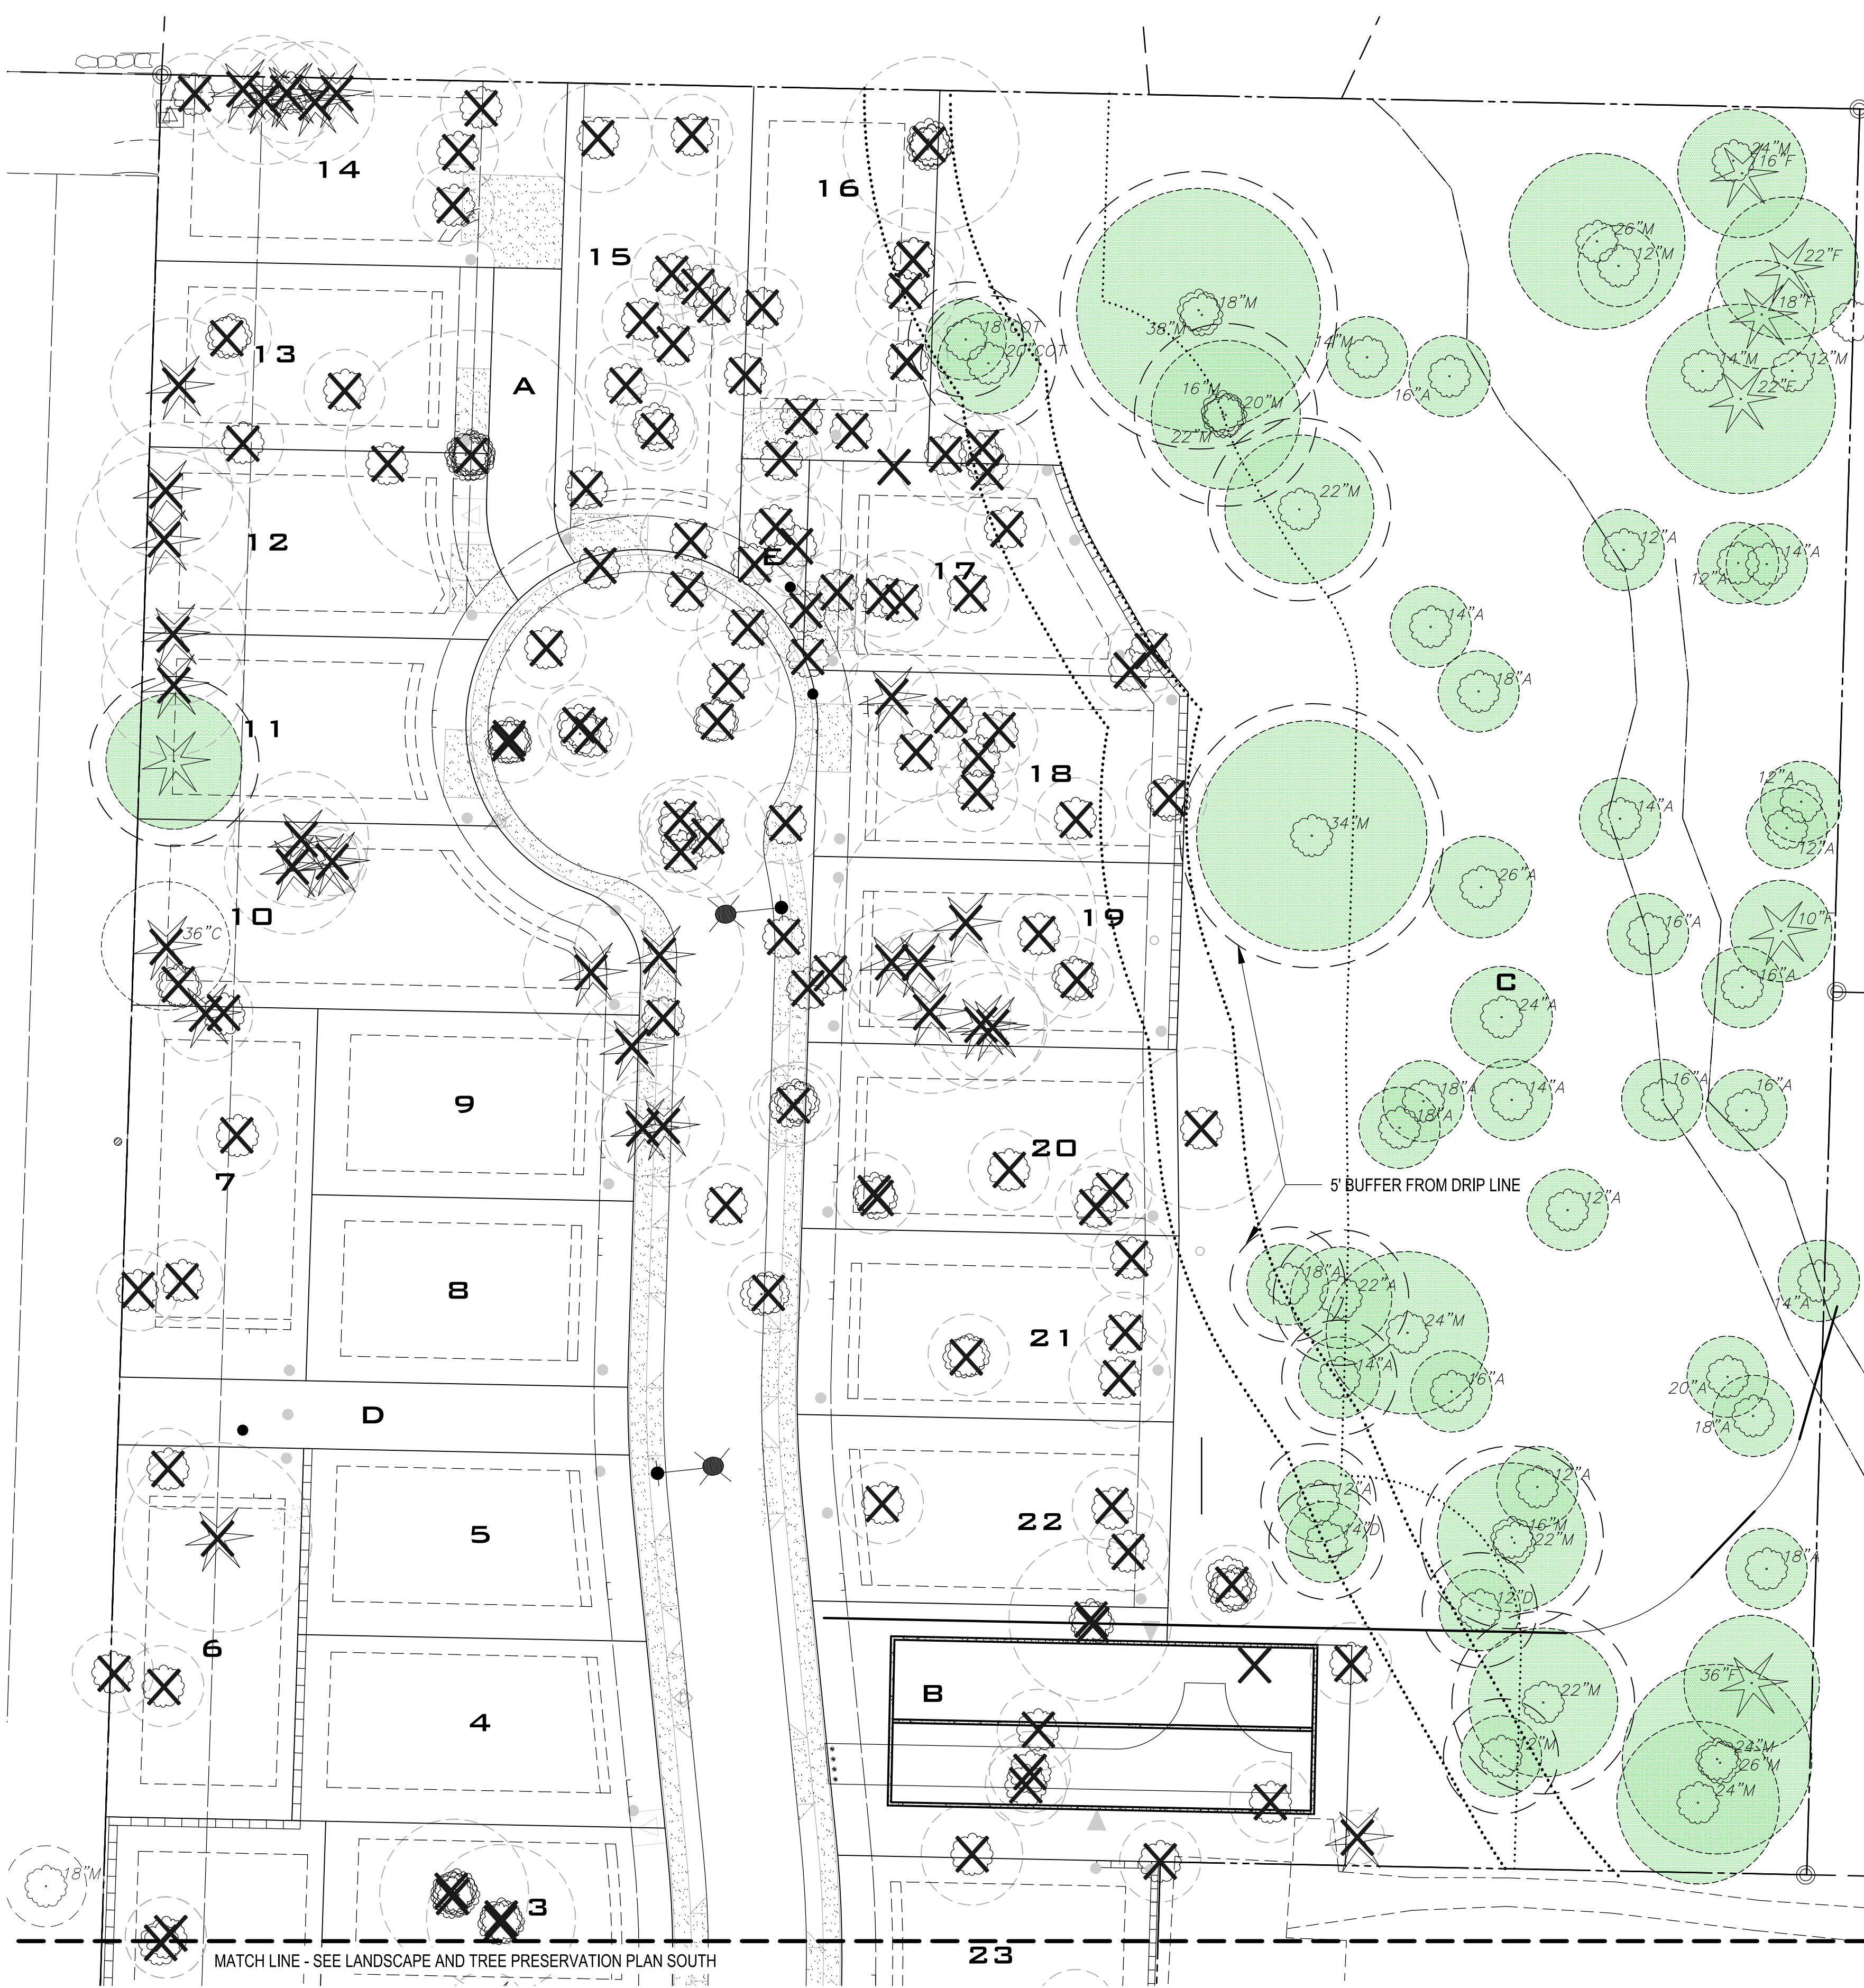 24"M
16"F
14
16
26"M
12"M
22"F
15
18"M
18"F
38"M
18"COT
20"COT
14"M
13
14"M
12"M
A
16"M
16"A
22"F
20"M
22"M
22"M
12
E
17
12"A
14"A
12"A
14"A
18"A
11
18
12"A
14"A
34"M
12"A
26"A
10
36"C
19
16"A
10"F
16"A
C
24"A
9
18"A
14"A
16"A
16"A
18"A
20
7
5' BUFFER FROM DRIP LINE
12"A
8
18"A
22"A
14"A
24"M
21
14"A
16"A
20"A
D
18"A
12"A
22
12"A
16"M
5
14"D
22"M
18"A
12"D
6
36"F
B
22"M
4
12"M
24"M
26"M
24"M
18"M
3
23
MATCH LINE - SEE LANDSCAPE AND TREE PRESERVATION PLAN SOUTH